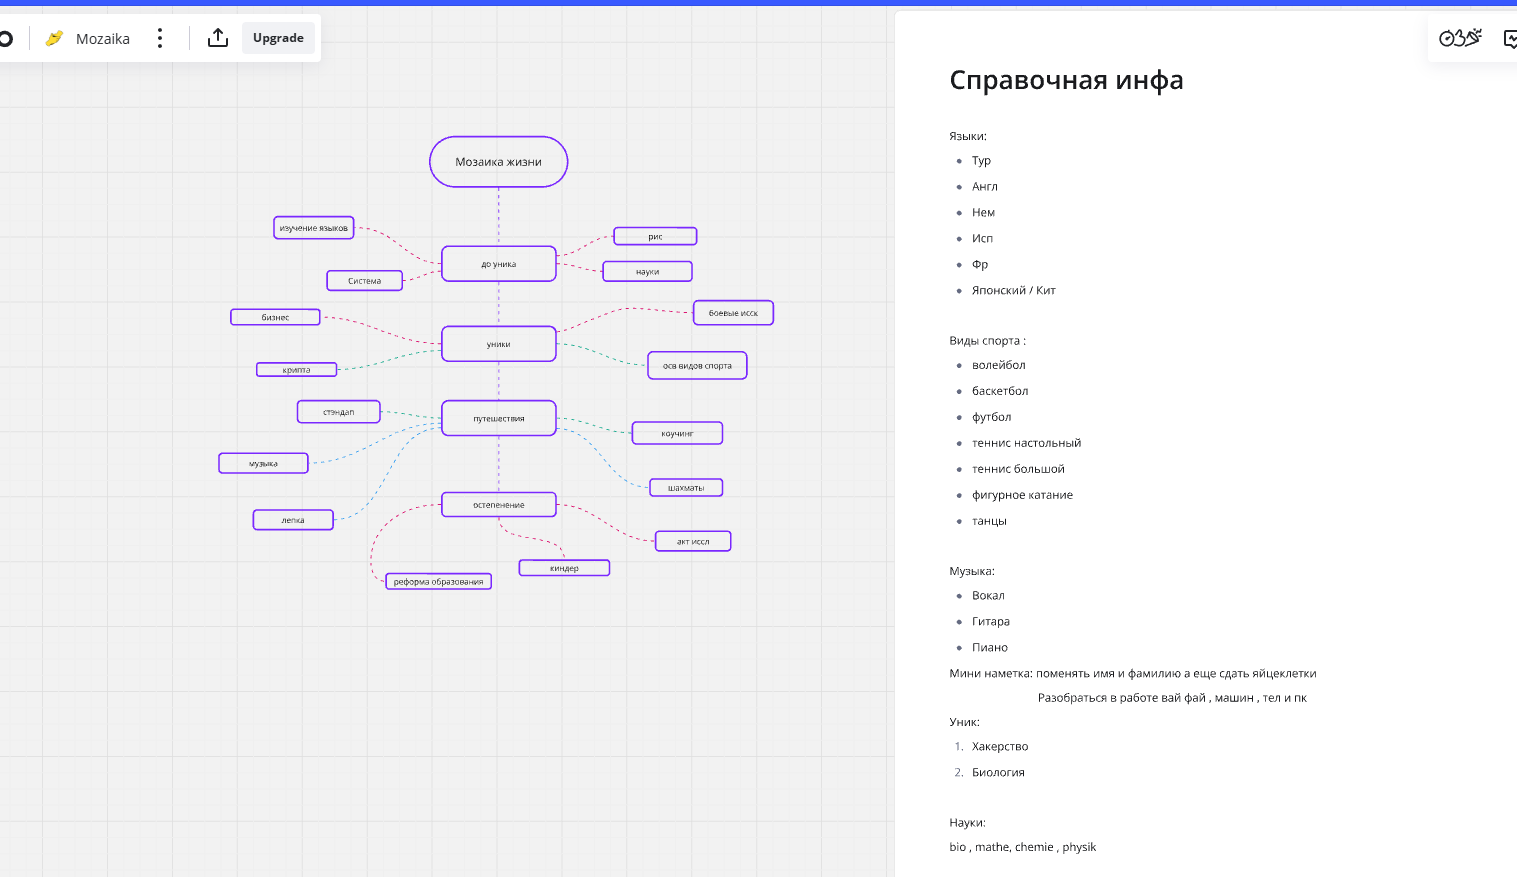 Mozaika
Upgrade
Мозаика жизни
изучение языков
рис
до уника
науки
Система
боевые исск
бизнес
уники
осв видов спорта
крипта
стэндап
путешествия
коучинг
музыка
шахматы
остепенение
лепка
акт иссл
киндер
реформа образования
Справочная инфа
Языки:
Тур
Англ
Нем
Исп
Фр
Японский / Кит
Виды спорта :
волейбол
баскетбол
футбол
теннис настольный
теннис большой
фигурное катание
танцы
Музыка:
Вокал
Гитара
Пиано
Мини наметка: поменять имя и фамилию а еще сдать яйцеклетки
Разобраться в работе вай фай , машин , тел и пк
Уник:
1. Хакерство
2. Биология
Науки:
bio , mathe, chemie , physik